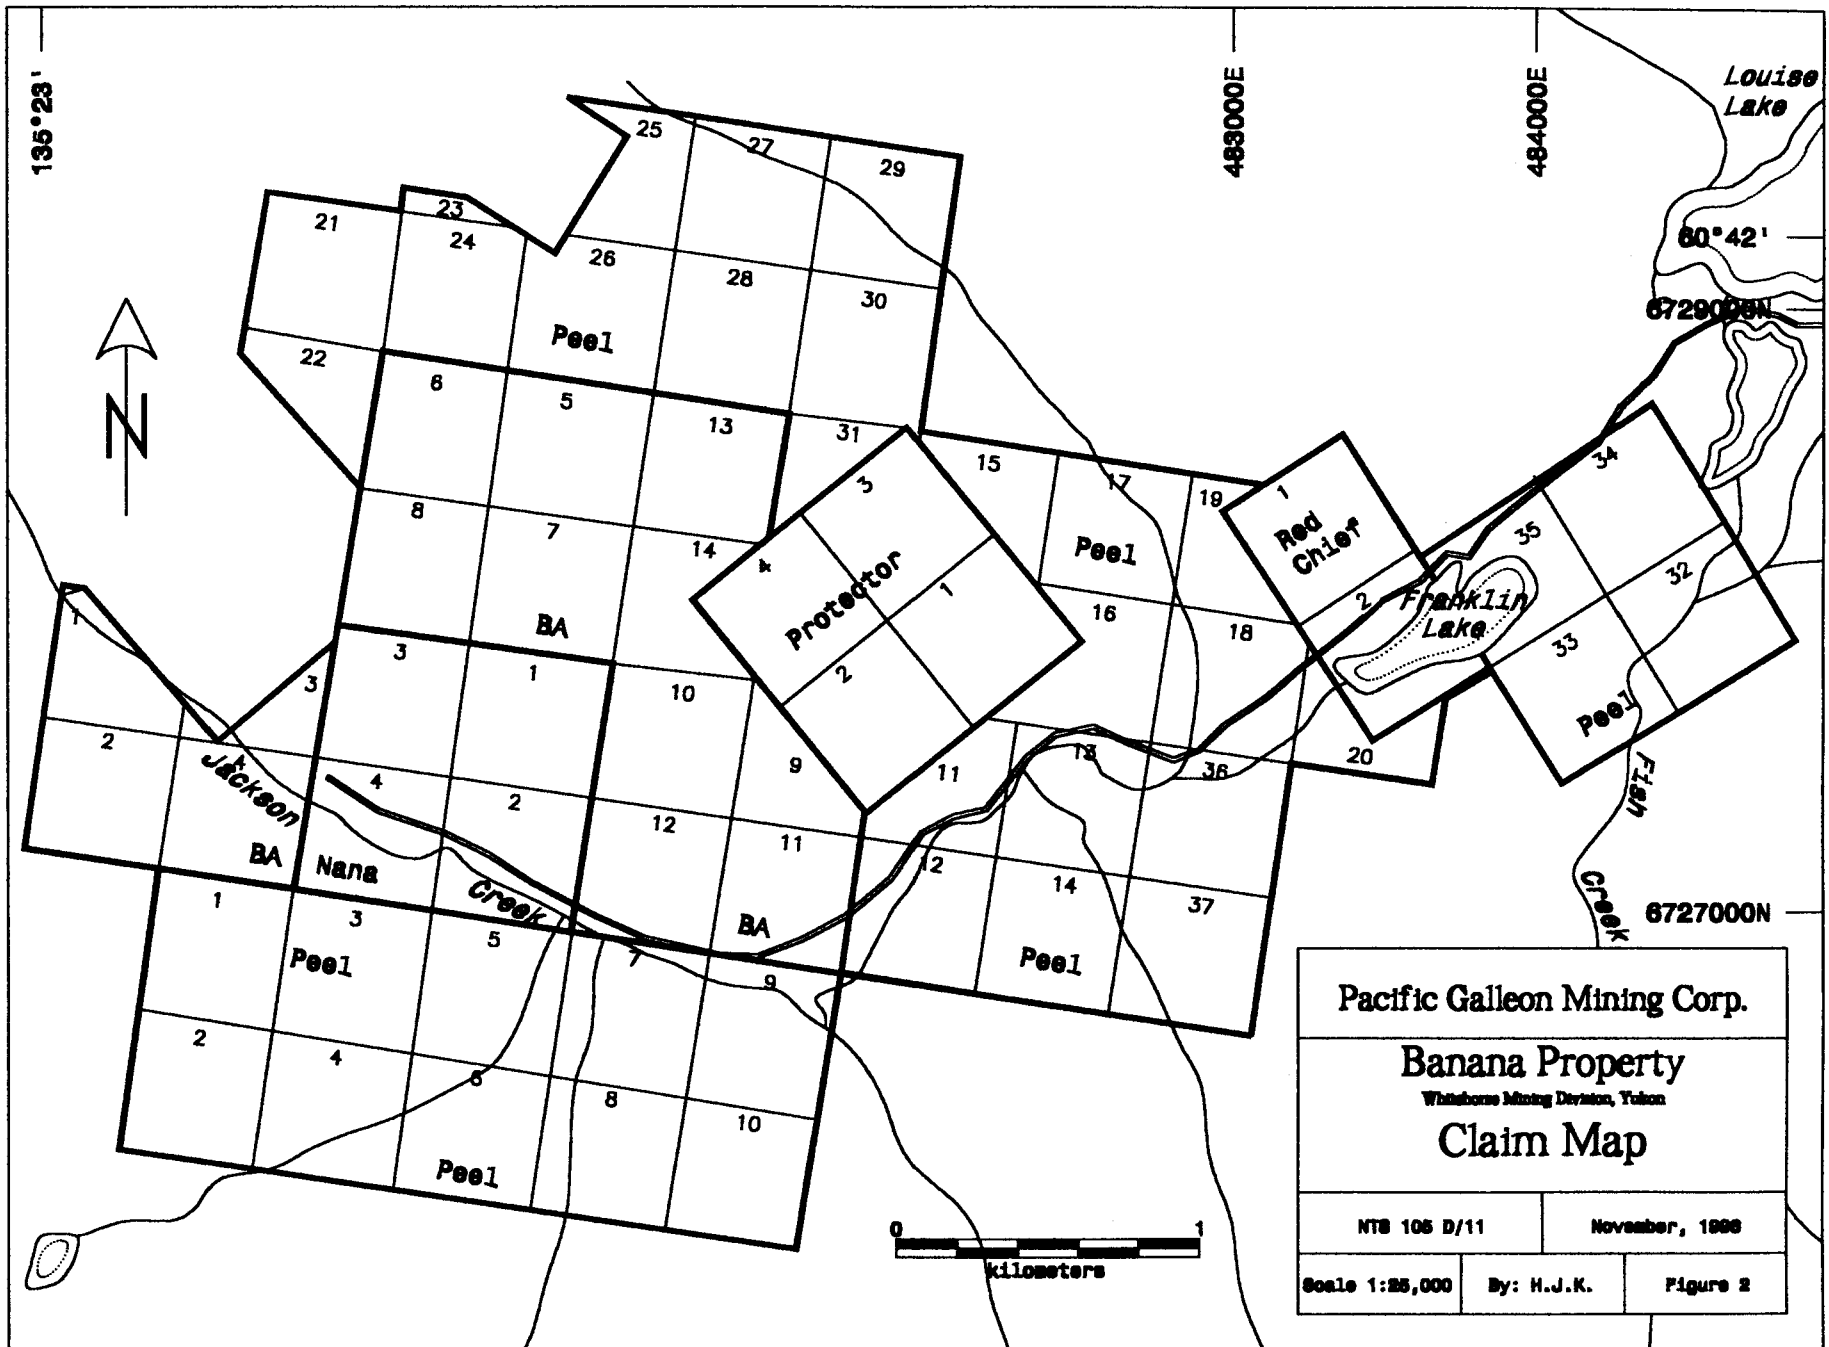 135°23'
483000E
484000E
Louise
Lake
60°42'
6729000N
25
27
29
21
23
24
26
28
30
Peel
22
6
5
13
31
15
17
19
1
Red
Chief
34
3
35
8
7
14
4
Protector
1
Peel
2
Franklin
Lake
32
16
18
33
1
BA
3
1
10
2
3
Peel
2
4
Jackson
4
2
9
11
13
36
20
Fish
Creek
12
11
12
14
37
BA
Nana
Creek
BA
6727000N
1
3
5
7
9
Peel
Peel
2
4
6
8
10
Peel
N
0 1
kilometers
Pacific Galleon Mining Corp.
Banana Property
Whitehorse Mining Division, Yukon
Claim Map
NTS 105 D/11
November, 1998
Scale 1:25,000
By: H.J.K.
Figure 2